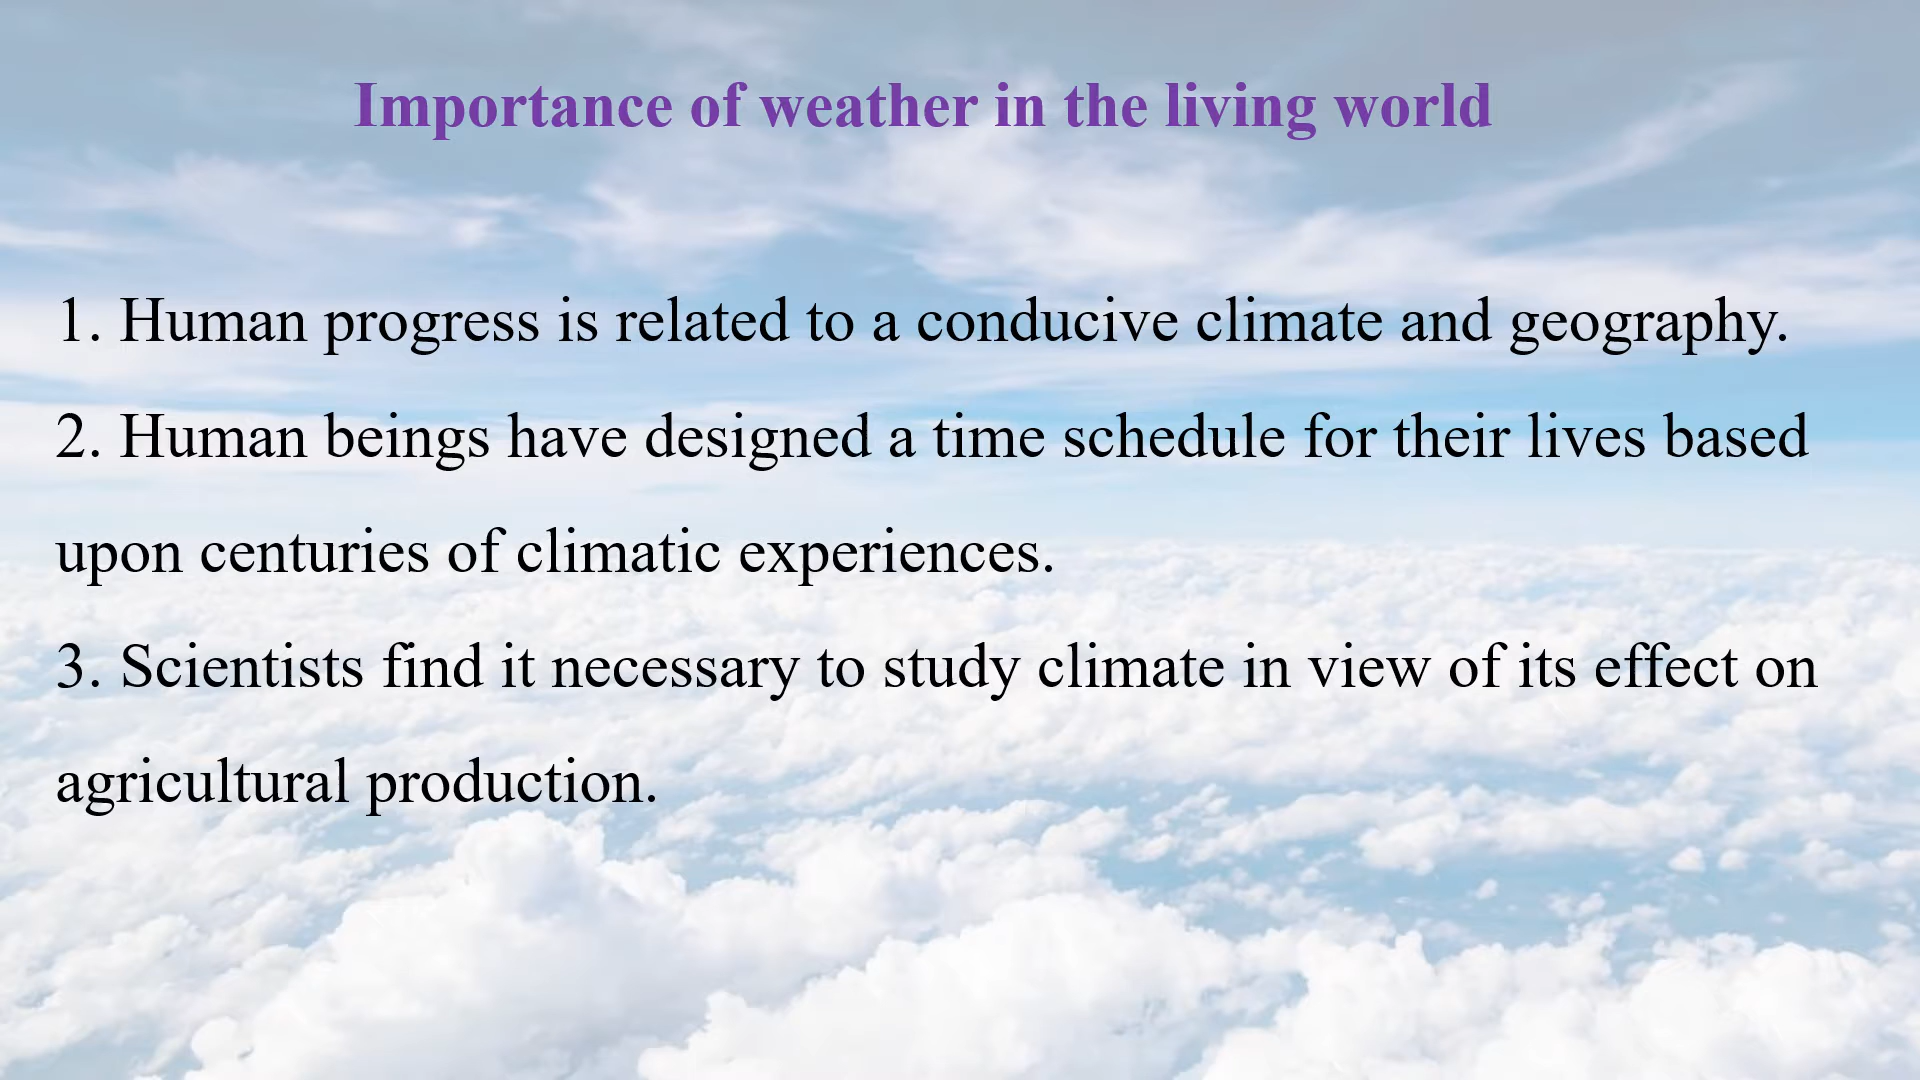 Importance of weather in the living world
1. Human progress is related to a conducive climate and geography.
2. Human beings have designed a time schedule for their lives based
upon centuries of climatic experiences.
3. Scientists find it necessary to study climate in view of its effect on
agricultural production.